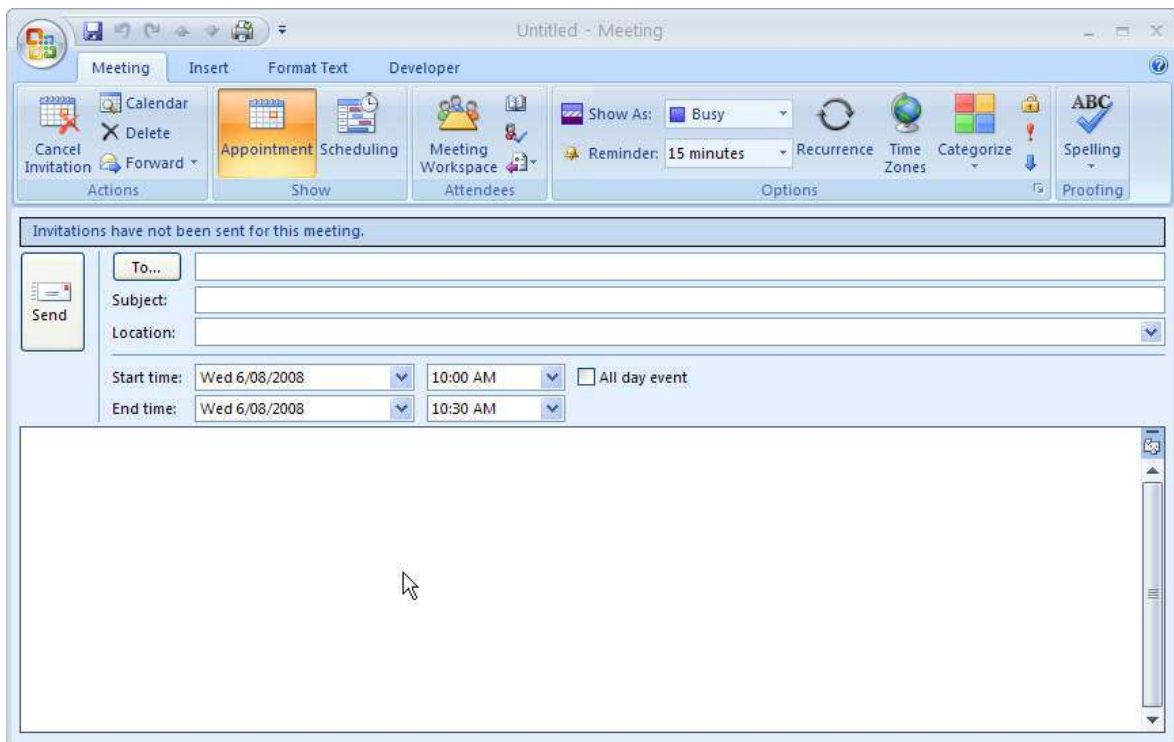 Untitled - Meeting
Meeting Insert Format Text Developer
Calendar
Delete
Forward
Cancel Invitation
Actions
Appointment Scheduling
Show
Meeting Workspace
Attendees
Show As: Busy
Reminder: 15 minutes
Recurrence
Time Zones
Categorize
Options
ABC
Spelling
Proofing
Invitations have not been sent for this meeting.
Send
To...
Subject:
Location:
Start time: Wed 6/08/2008 10:00 AM All day event
End time: Wed 6/08/2008 10:30 AM